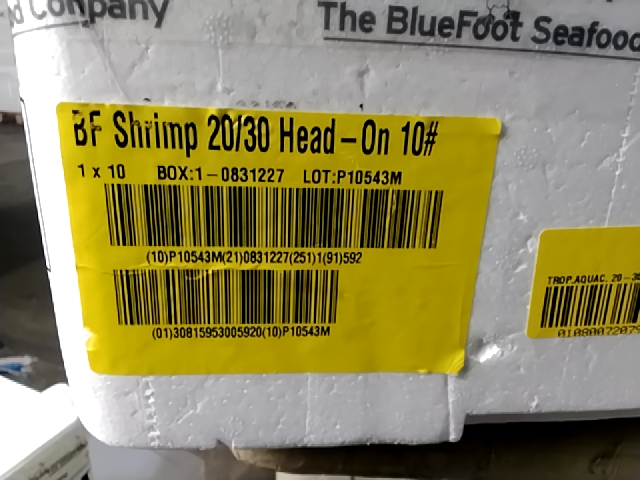 d Company
The BlueFoot Seafood
BF Shrimp 20/30 Head-On 10#
1 x 10 BOX:1-0831227 LOT:P10543M
(10)P10543M(21)0831227(251)1(91)592
(01)30815953005920(10)P10543M
TROP.AQUAC. 20-3
0108007207